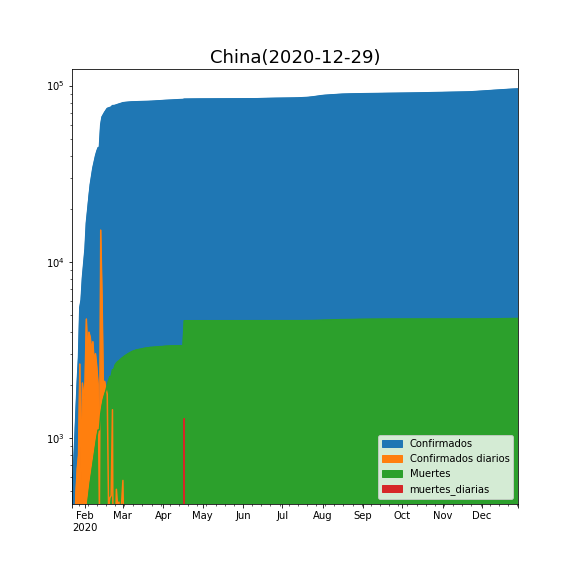 China(2020-12-29)
10^5
10^4
10^3
Feb Mar Apr May Jun Jul Aug Sep Oct Nov Dec
2020
Confirmados
Confirmados diarios
Muertes
muertes_diarias